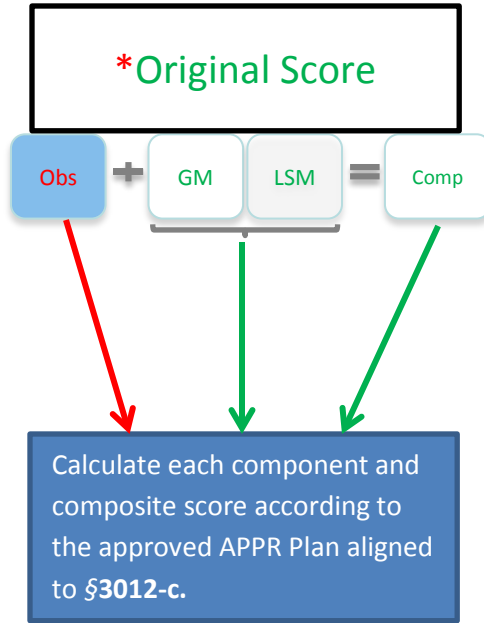 *Original Score
Obs + GM LSM = Comp
Calculate each component and
composite score according to
the approved APPR Plan aligned
to §3012-c.